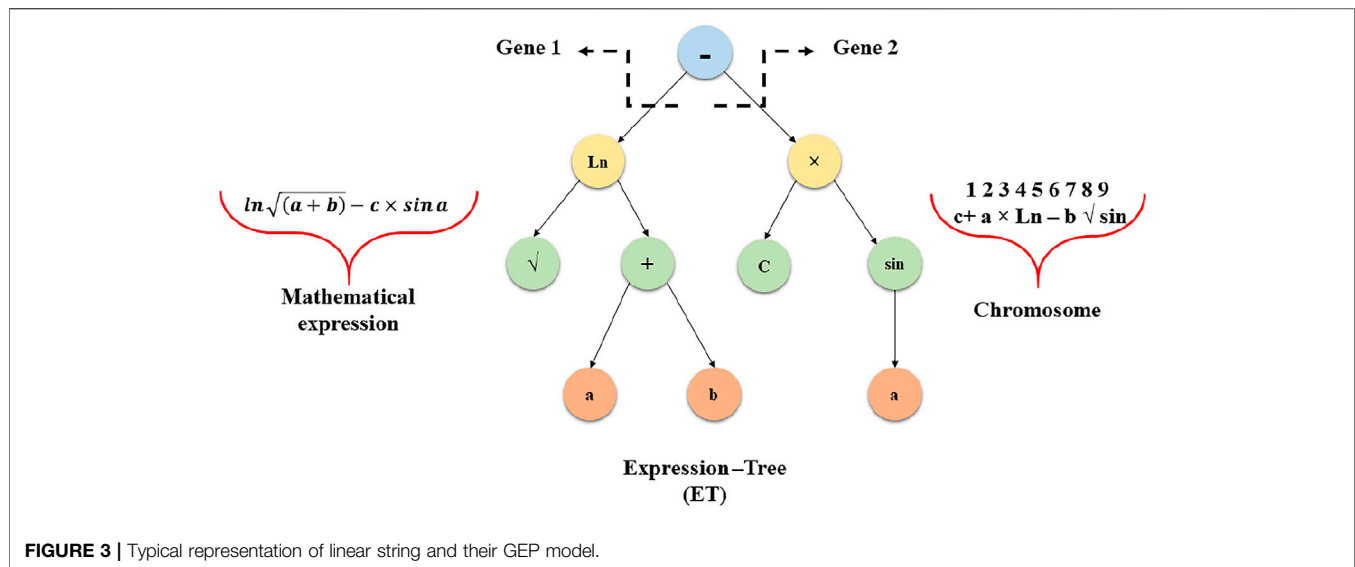 Gene 1
-
Gene 2
Ln
×
ln√(a + b) − c × sin a
1 2 3 4 5 6 7 8 9
c+ a × Ln – b √ sin
√
+
C
sin
Mathematical
expression
Chromosome
a
b
a
Expression–Tree
(ET)
FIGURE 3 | Typical representation of linear string and their GEP model.